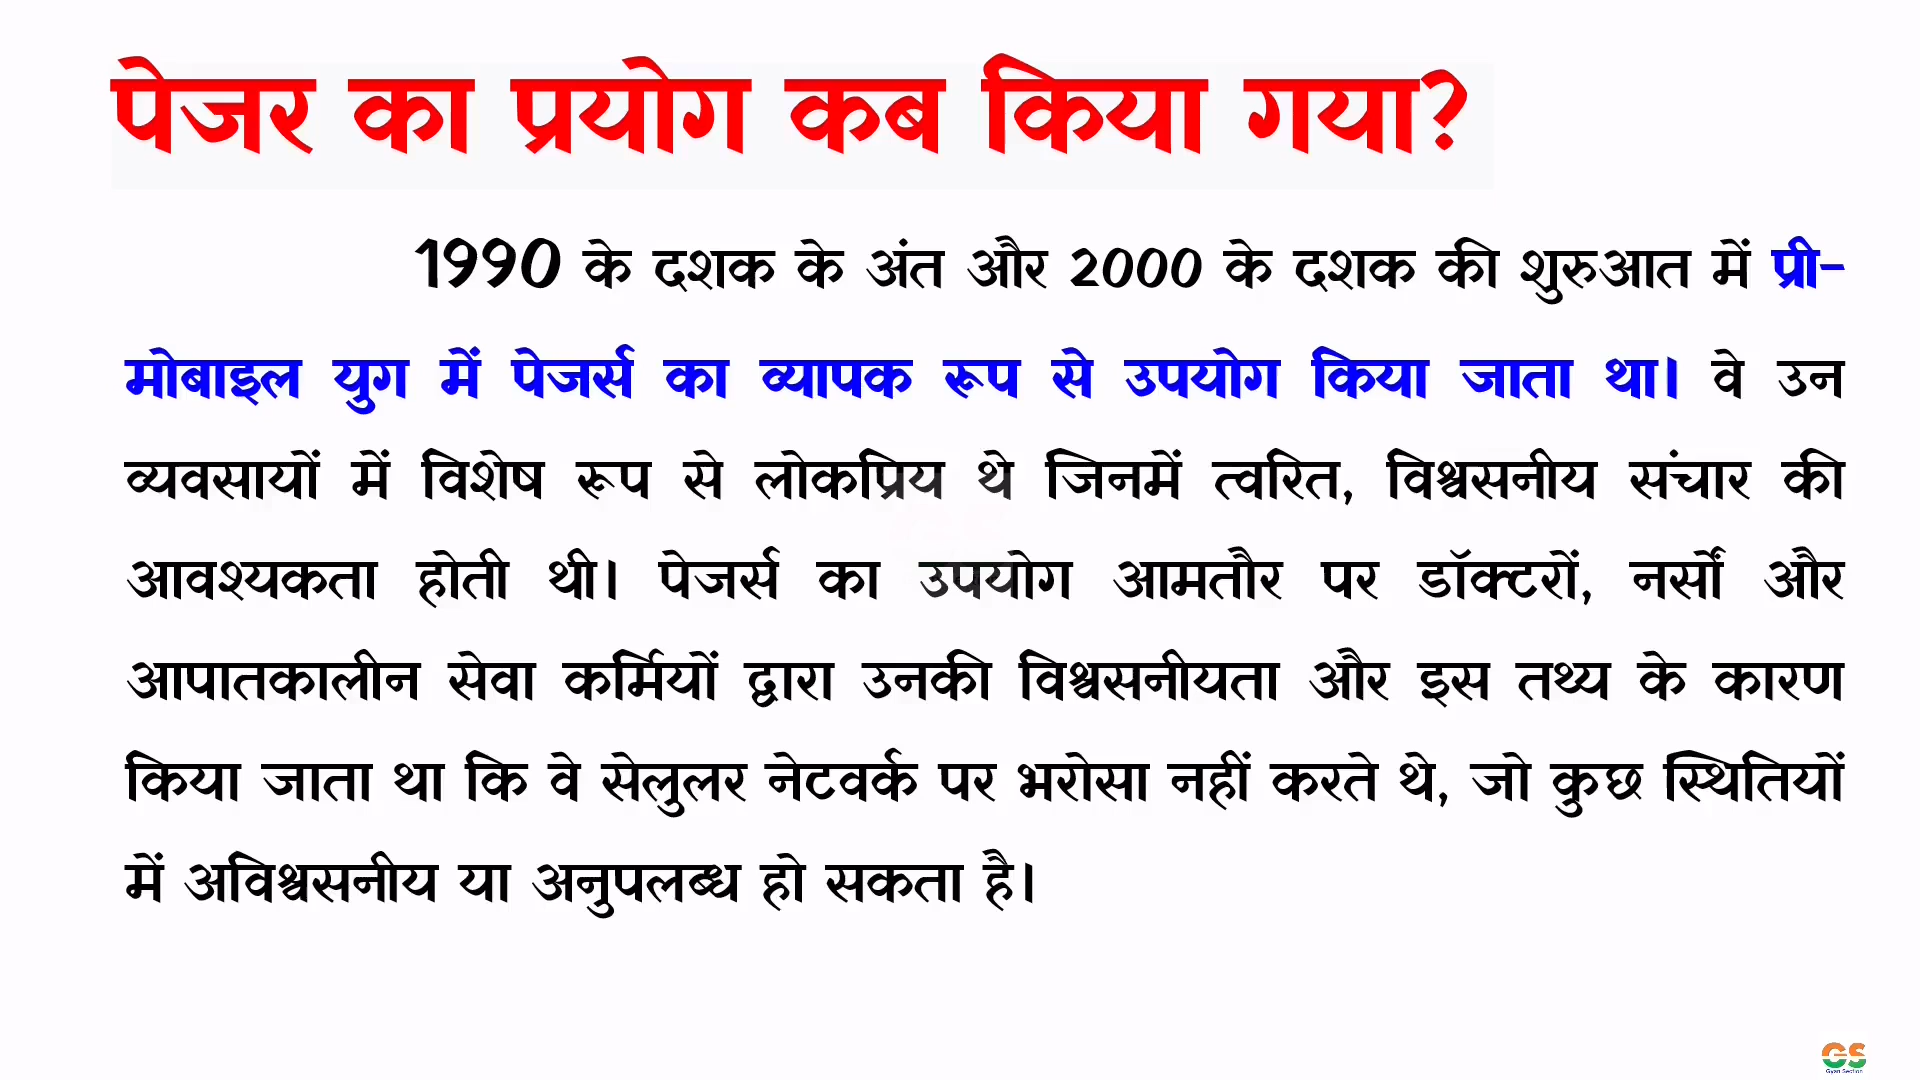 पेजर का प्रयोग कब किया गया?
1990 के दशक के अंत और 2000 के दशक की शुरुआत में प्री-
मोबाइल युग में पेजर्स का व्यापक रूप से उपयोग किया जाता था। वे उन
व्यवसायों में विशेष रूप से लोकप्रिय थे जिनमें त्वरित, विश्वसनीय संचार की
आवश्यकता होती थी। पेजर्स का उपयोग आमतौर पर डॉक्टरों, नर्सों और
आपातकालीन सेवा कर्मियों द्वारा उनकी विश्वसनीयता और इस तथ्य के कारण
किया जाता था कि वे सेलुलर नेटवर्क पर भरोसा नहीं करते थे, जो कुछ स्थितियों
में अविश्वसनीय या अनुपलब्ध हो सकता है।
GS
Gyan Section